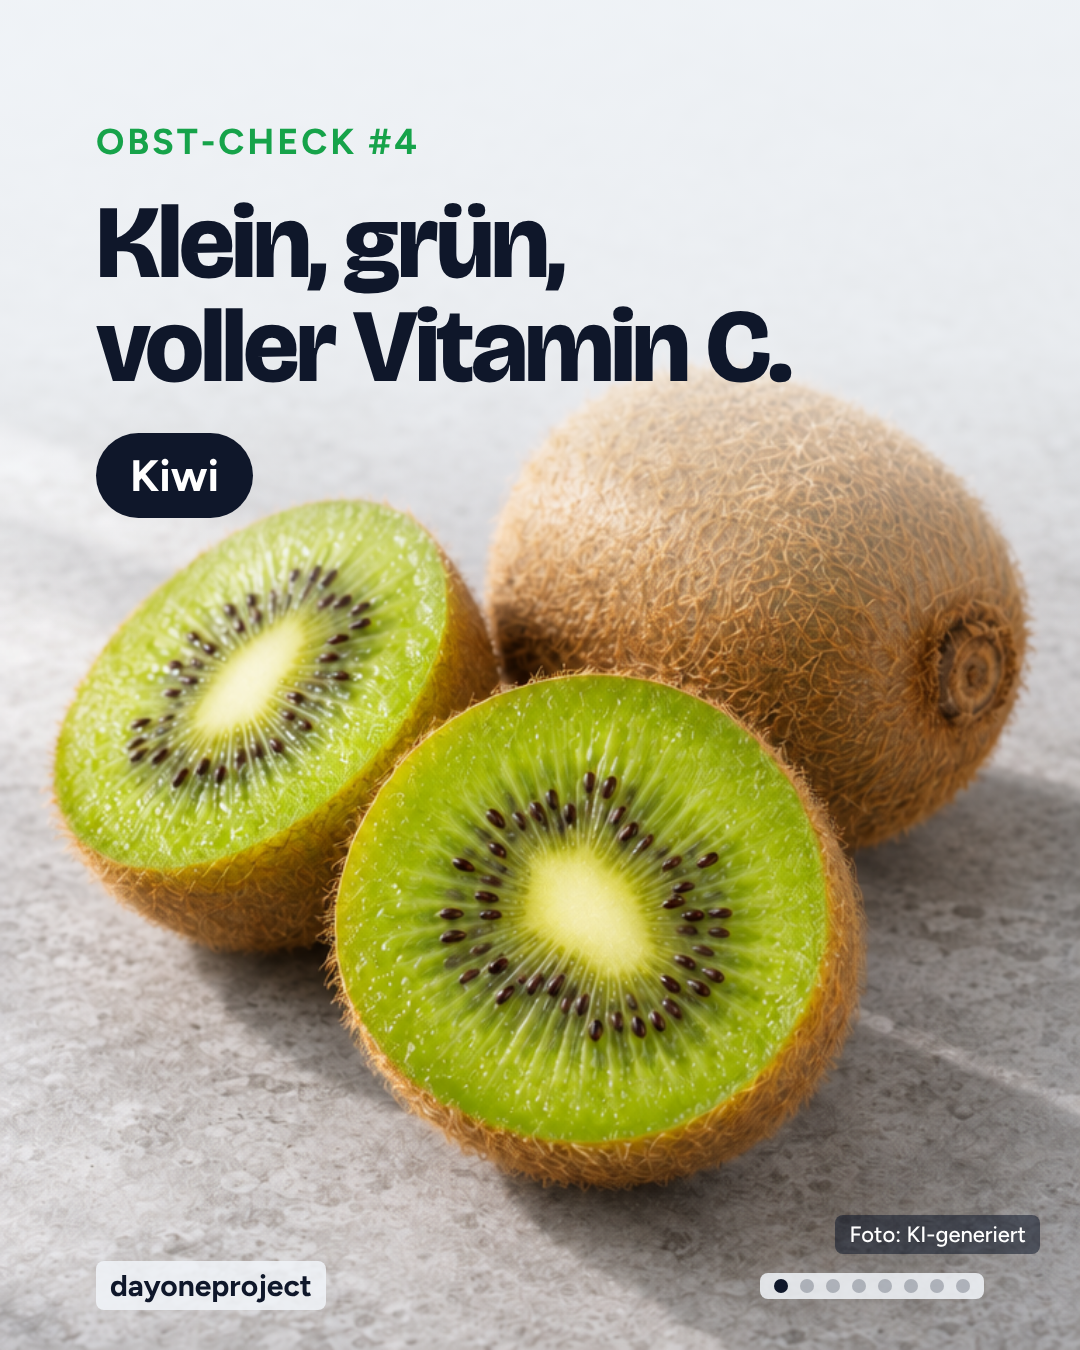 OBST-CHECK #4
Klein, grün,
voller Vitamin C.
Kiwi
Foto: KI-generiert
dayoneproject